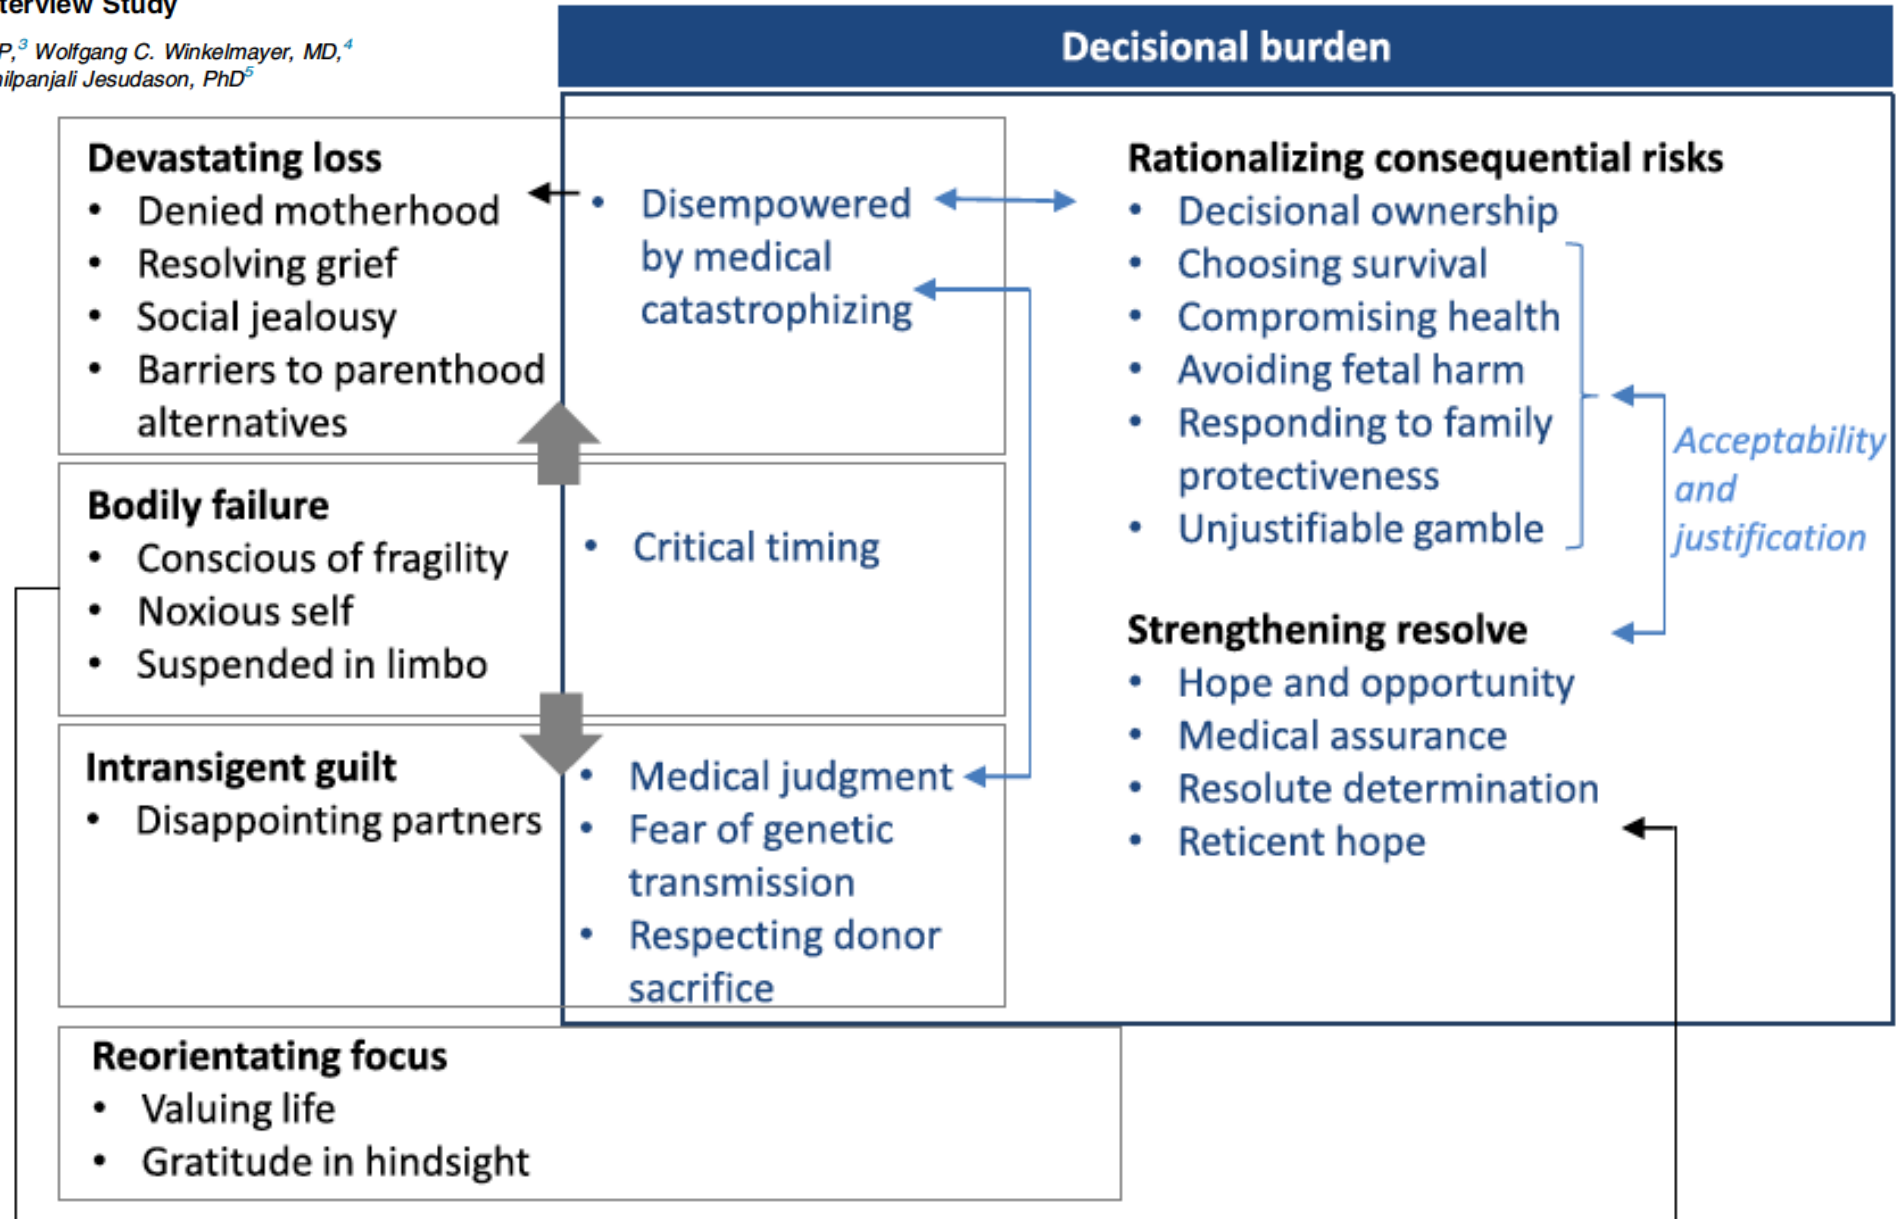 terview Study
P,3 Wolfgang C. Winkelmayer, MD,4
ilpanjali Jesudason, PhD5
Decisional burden
Devastating loss
• Denied motherhood
• Resolving grief
• Social jealousy
• Barriers to parenthood
alternatives
• Disempowered
by medical
catastrophizing
Rationalizing consequential risks
• Decisional ownership
• Choosing survival
• Compromising health
• Avoiding fetal harm
• Responding to family
protectiveness
• Unjustifiable gamble
Acceptability
and
justification
Bodily failure
• Conscious of fragility
• Noxious self
• Suspended in limbo
• Critical timing
Strengthening resolve
• Hope and opportunity
• Medical assurance
• Resolute determination
• Reticent hope
Intransigent guilt
• Disappointing partners
• Medical judgment
• Fear of genetic
transmission
• Respecting donor
sacrifice
Reorientating focus
• Valuing life
• Gratitude in hindsight